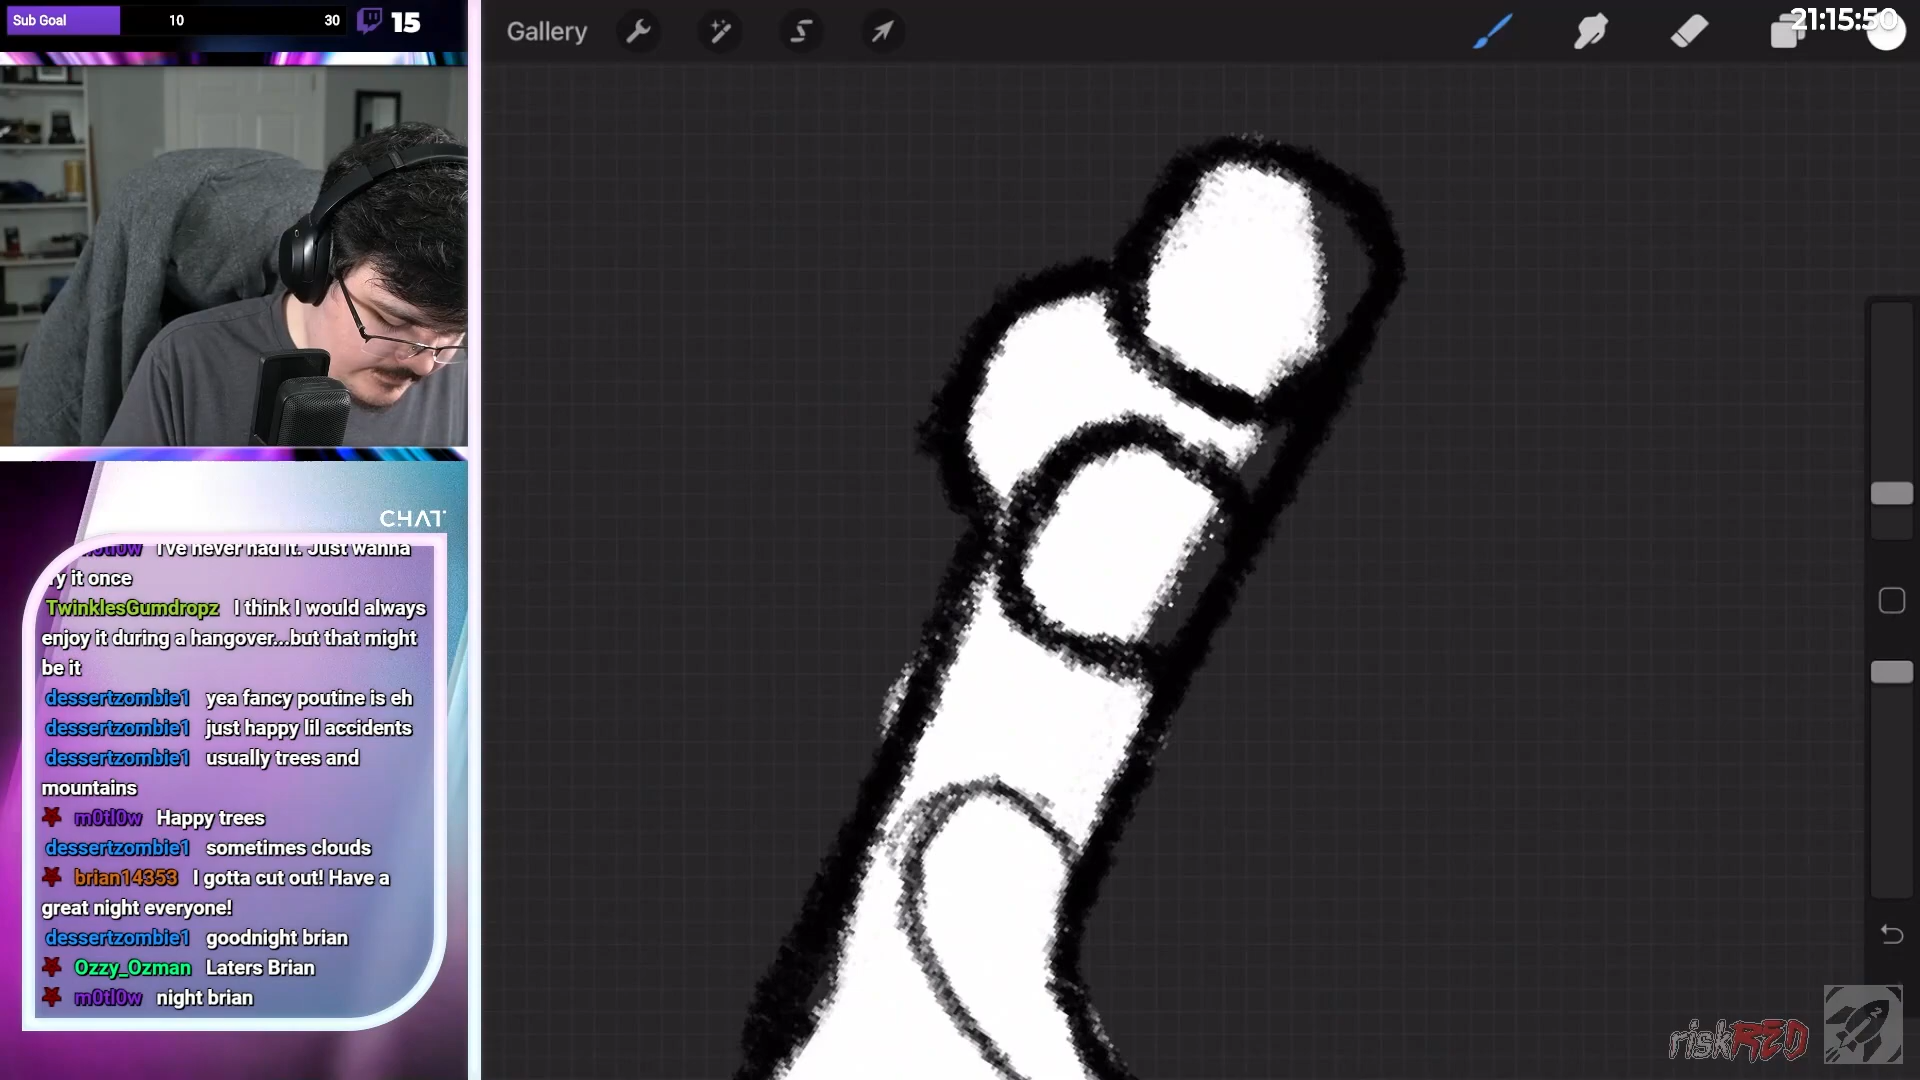 Sub Goal 10 30 15
Gallery
21:15:50
CHAT
I've never had it. Just wanna
y it once
TwinklesGumdropz I think I would always
enjoy it during a hangover...but that might
be it
dessertzombie1 yea fancy poutine is eh
dessertzombie1 just happy lil accidents
dessertzombie1 usually trees and
mountains
m0tl0w Happy trees
dessertzombie1 sometimes clouds
brian14353 I gotta cut out! Have a
great night everyone!
dessertzombie1 goodnight brian
Ozzy_Ozman Laters Brian
m0tl0w night brian
riskRED